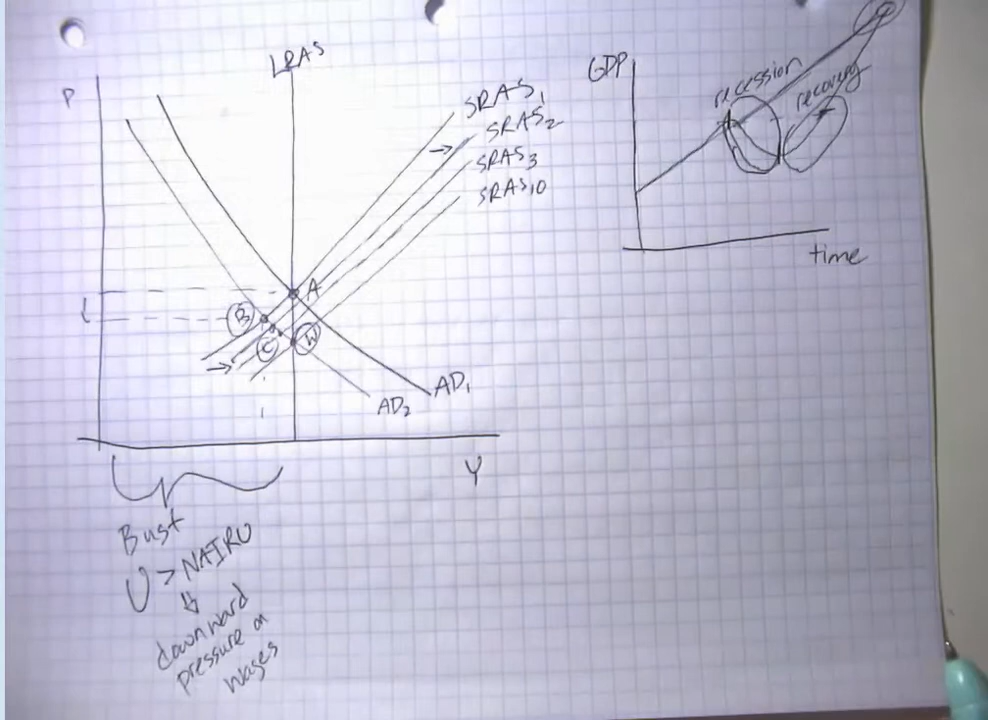 P
LRAS
SRAS₁
SRAS₂
SRAS₃
SRAS₁₀
A
B
C
W
AD₁
AD₂
Y
Bust
U > NAIRU
downward
pressure on
wages
GDP
recession
recovery
time